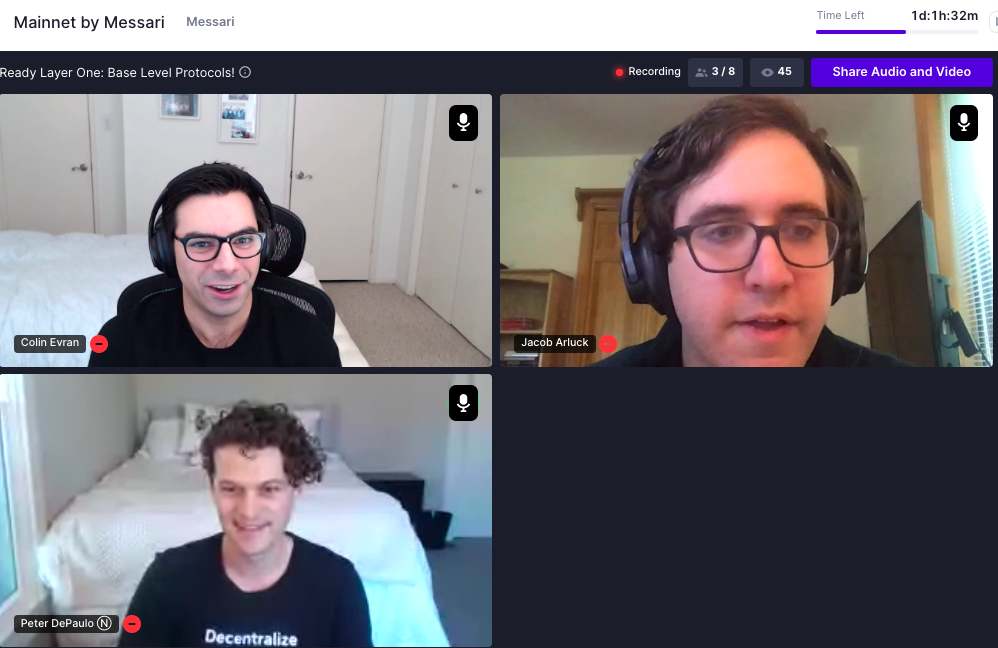 Mainnet by Messari Messari
Time Left 1d:1h:32m
Ready Layer One: Base Level Protocols!
Recording 3 / 8 45 Share Audio and Video
Colin Evran
Jacob Arluck
Peter DePaulo Ⓝ
Decentralize